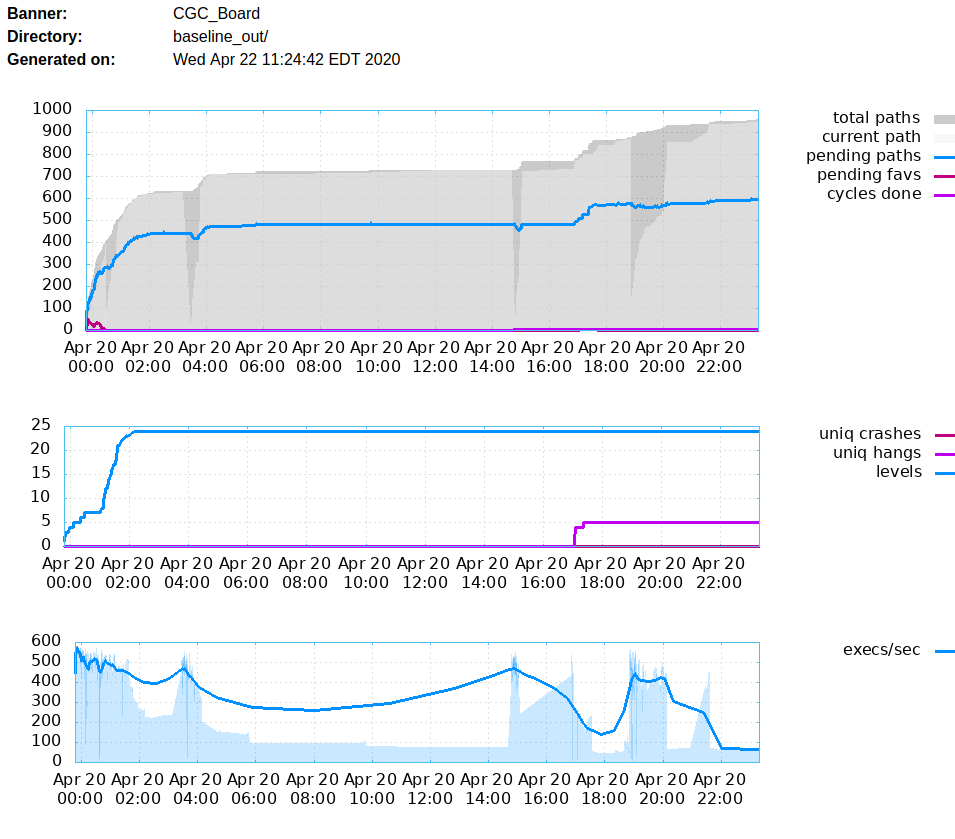 Banner: CGC_Board
Directory: baseline_out/
Generated on: Wed Apr 22 11:24:42 EDT 2020
1000
900
800
700
600
500
400
300
200
100
0
Apr 20 Apr 20 Apr 20 Apr 20 Apr 20 Apr 20 Apr 20 Apr 20 Apr 20 Apr 20 Apr 20 Apr 20
00:00 02:00 04:00 06:00 08:00 10:00 12:00 14:00 16:00 18:00 20:00 22:00
total paths
current path
pending paths
pending favs
cycles done
25
20
15
10
5
0
Apr 20 Apr 20 Apr 20 Apr 20 Apr 20 Apr 20 Apr 20 Apr 20 Apr 20 Apr 20 Apr 20 Apr 20
00:00 02:00 04:00 06:00 08:00 10:00 12:00 14:00 16:00 18:00 20:00 22:00
uniq crashes
uniq hangs
levels
600
500
400
300
200
100
0
Apr 20 Apr 20 Apr 20 Apr 20 Apr 20 Apr 20 Apr 20 Apr 20 Apr 20 Apr 20 Apr 20 Apr 20
00:00 02:00 04:00 06:00 08:00 10:00 12:00 14:00 16:00 18:00 20:00 22:00
execs/sec